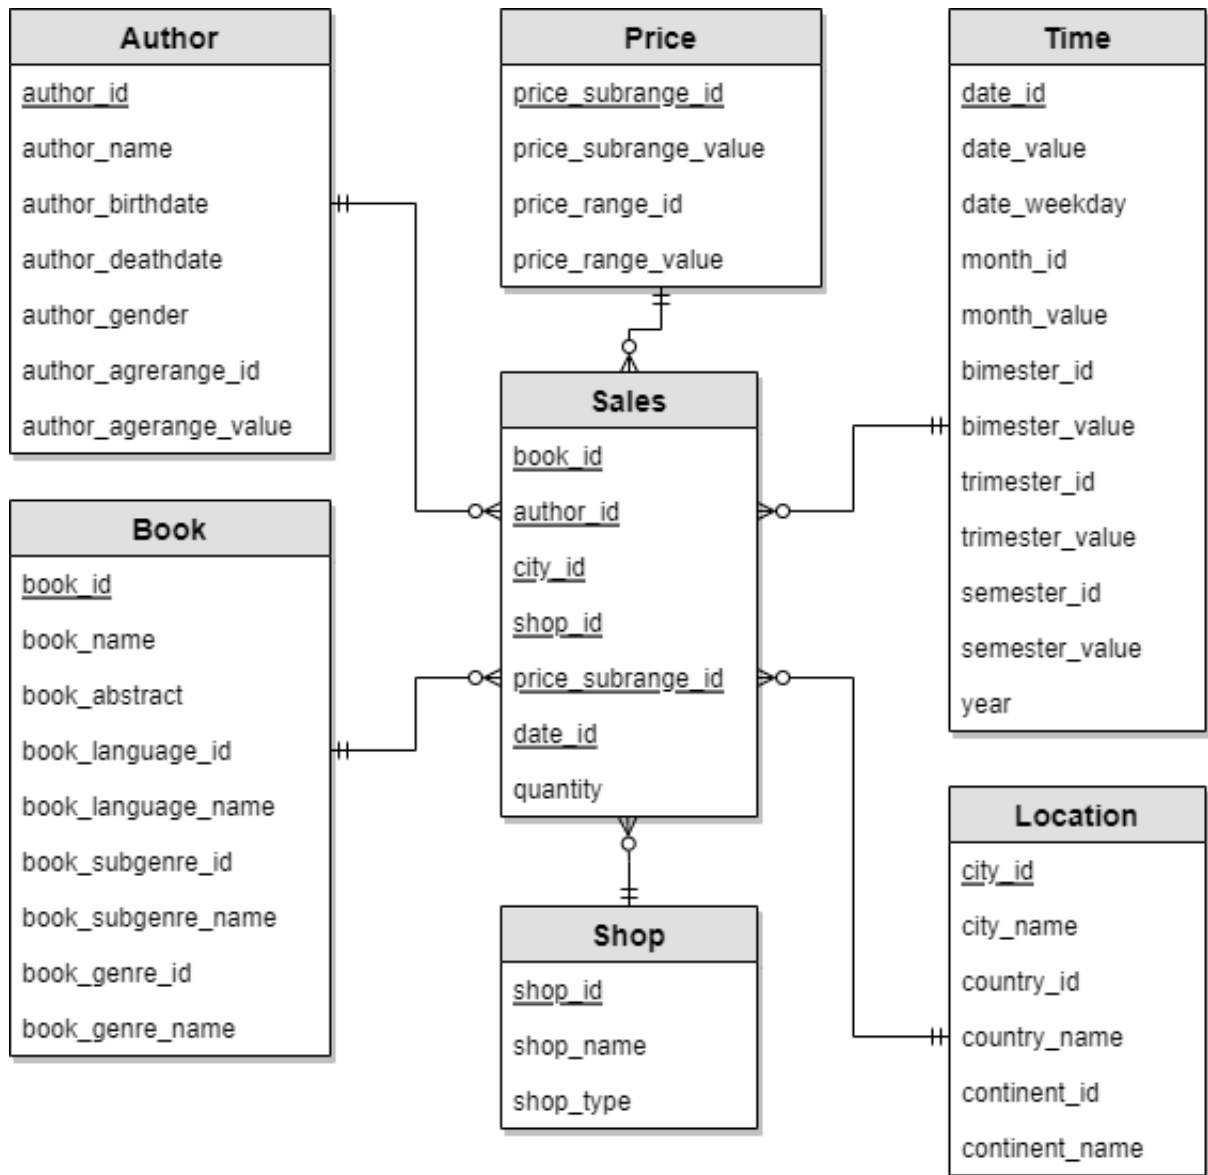 Author
author_id
author_name
author_birthdate
author_deathdate
author_gender
author_agrerange_id
author_agerange_value
Book
book_id
book_name
book_abstract
book_language_id
book_language_name
book_subgenre_id
book_subgenre_name
book_genre_id
book_genre_name
Price
price_subrange_id
price_subrange_value
price_range_id
price_range_value
Sales
book_id
author_id
city_id
shop_id
price_subrange_id
date_id
quantity
Shop
shop_id
shop_name
shop_type
Time
date_id
date_value
date_weekday
month_id
month_value
bimester_id
bimester_value
trimester_id
trimester_value
semester_id
semester_value
year
Location
city_id
city_name
country_id
country_name
continent_id
continent_name